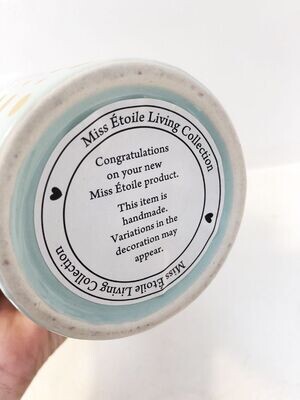 Miss Étoile Living Collection
Congratulations
on your new
Miss Étoile product.
This item is
handmade.
Variations in the
decoration may
appear.
Miss Étoile Living Collection